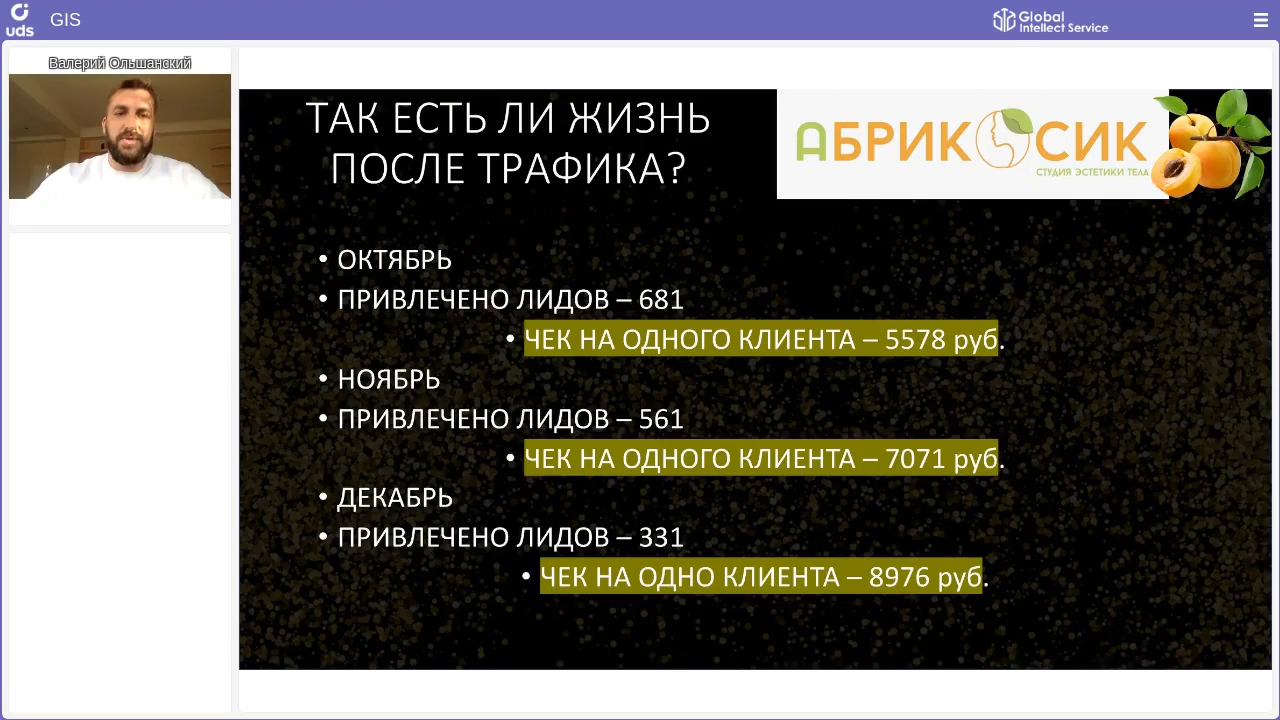 uds
GIS
Global
Intellect Service
Валерий Ольшанский
ТАК ЕСТЬ ЛИ ЖИЗНЬ
ПОСЛЕ ТРАФИКА?
АБРИКОСИК
СТУДИЯ ЭСТЕТИКИ ТЕЛА
• ОКТЯБРЬ
• ПРИВЛЕЧЕНО ЛИДОВ – 681
• ЧЕК НА ОДНОГО КЛИЕНТА – 5578 руб.
• НОЯБРЬ
• ПРИВЛЕЧЕНО ЛИДОВ – 561
• ЧЕК НА ОДНОГО КЛИЕНТА – 7071 руб.
• ДЕКАБРЬ
• ПРИВЛЕЧЕНО ЛИДОВ – 331
• ЧЕК НА ОДНО КЛИЕНТА – 8976 руб.